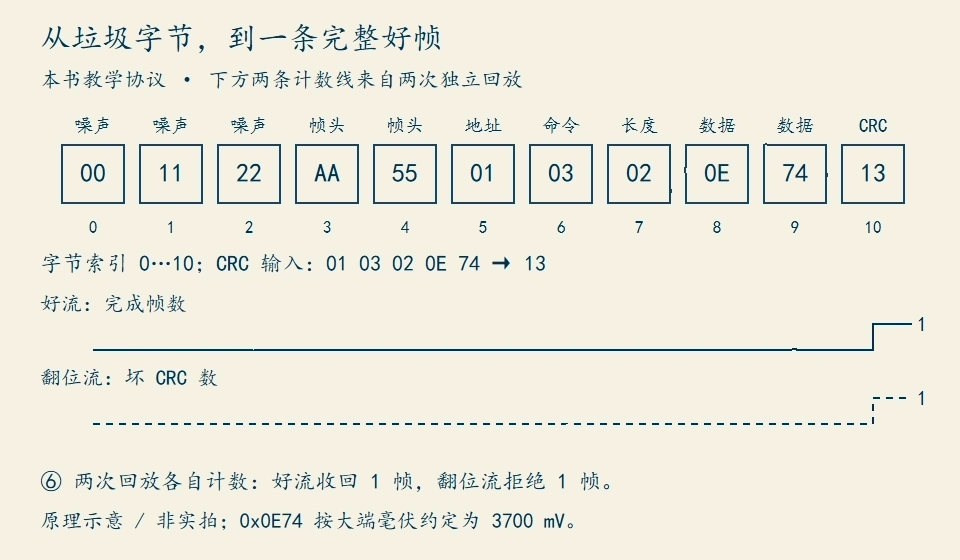 从垃圾字节，到一条完整好帧
本书教学协议 • 下方两条计数线来自两次独立回放
噪声 噪声 噪声 帧头 帧头 地址 命令 长度 数据 数据 CRC
00 11 22 AA 55 01 03 02 0E 74 13
0 1 2 3 4 5 6 7 8 9 10
字节索引 0…10；CRC 输入：01 03 02 0E 74 → 13
好流：完成帧数
1
翻位流：坏 CRC 数
1
⑥ 两次回放各自计数：好流收回 1 帧，翻位流拒绝 1 帧。
原理示意 / 非实拍；0x0E74 按大端毫伏约定为 3700 mV。